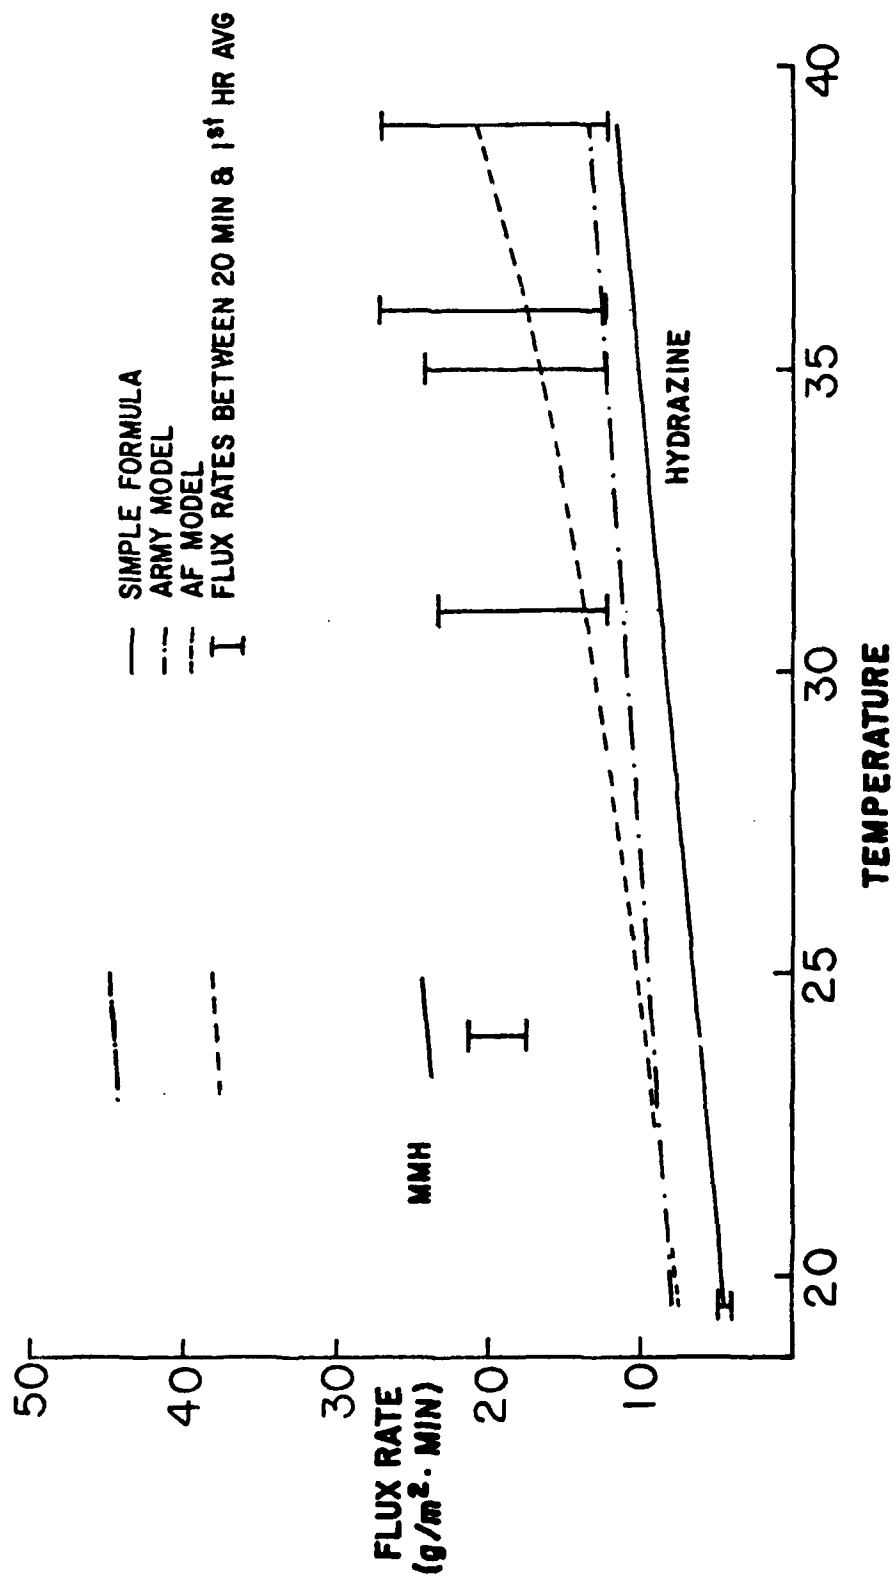 SIMPLE FORMULA
ARMY MODEL
AF MODEL
FLUX RATES BETWEEN 20 MIN & 1st HR AVG
50
40
30
20
10
FLUX RATE
(g/m². MIN)
MMH
HYDRAZINE
20
25
30
35
40
TEMPERATURE